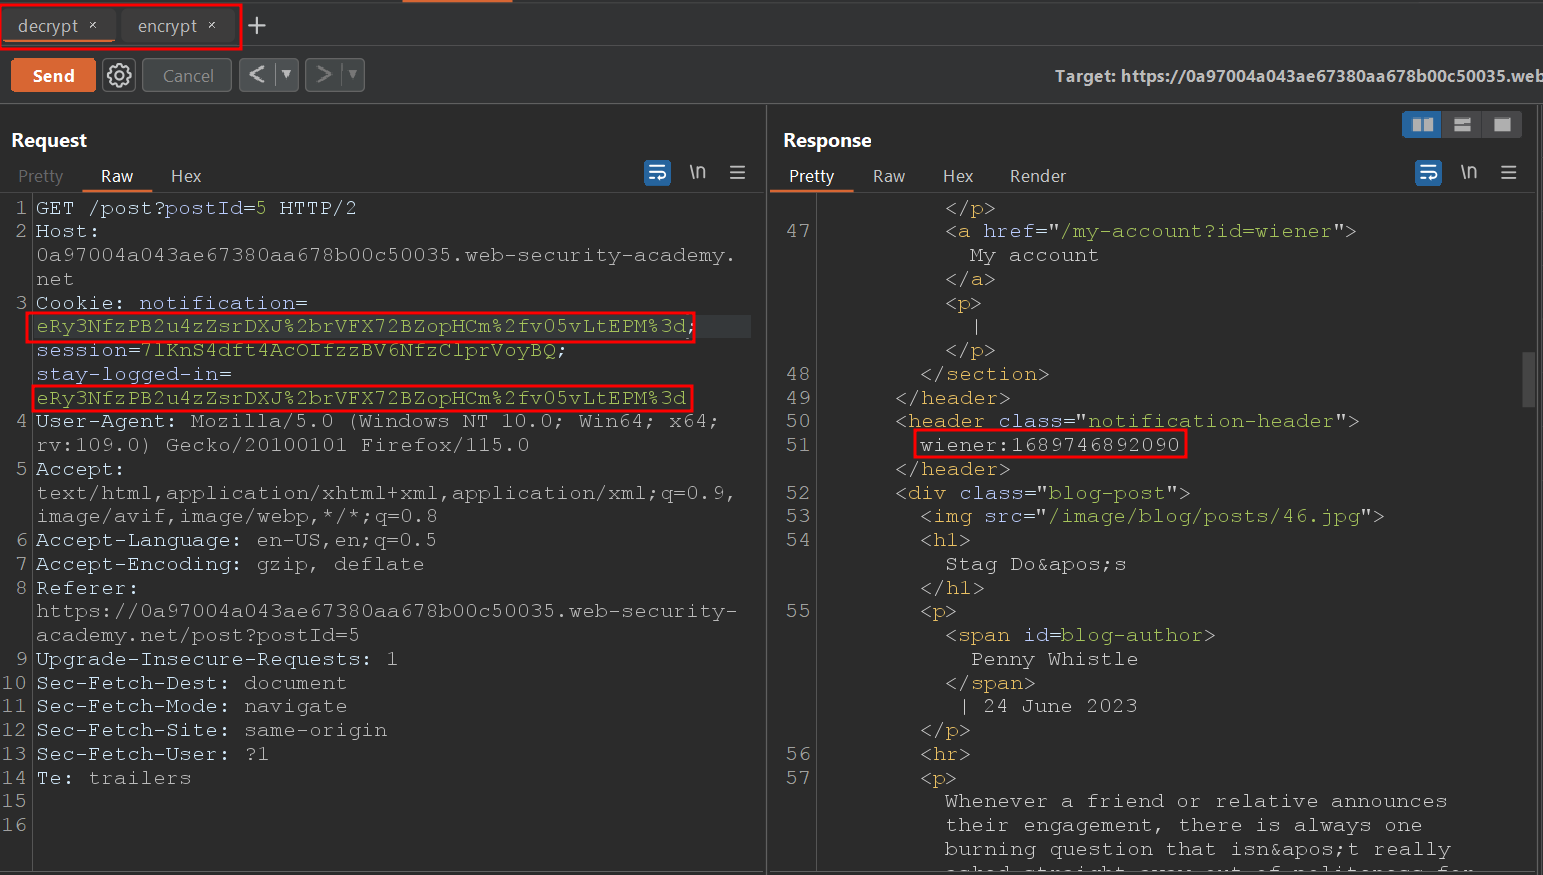 decrypt × encrypt × +
Send Cancel < ▼ > ▼ Target: https://0a97004a043ae67380aa678b00c50035.web
Request
Pretty Raw Hex \n
1 GET /post?postId=5 HTTP/2
2 Host:
0a97004a043ae67380aa678b00c50035.web-security-academy.
net
3 Cookie: notification=
eRy3NfzPB2u4zZsrDXJ%2brVFX72BZopHCm%2fv05vLtEPM%3d;
session=7lKnS4dft4AcOIfzzBV6NfzClprVoyBQ;
stay-logged-in=
eRy3NfzPB2u4zZsrDXJ%2brVFX72BZopHCm%2fv05vLtEPM%3d
4 User-Agent: Mozilla/5.0 (Windows NT 10.0; Win64; x64;
rv:109.0) Gecko/20100101 Firefox/115.0
5 Accept:
text/html,application/xhtml+xml,application/xml;q=0.9,
image/avif,image/webp,*/*;q=0.8
6 Accept-Language: en-US,en;q=0.5
7 Accept-Encoding: gzip, deflate
8 Referer:
https://0a97004a043ae67380aa678b00c50035.web-security-
academy.net/post?postId=5
9 Upgrade-Insecure-Requests: 1
10 Sec-Fetch-Dest: document
11 Sec-Fetch-Mode: navigate
12 Sec-Fetch-Site: same-origin
13 Sec-Fetch-User: ?1
14 Te: trailers
15
16
Response
Pretty Raw Hex Render \n
</p>
47 <a href="/my-account?id=wiener">
My account
</a>
<p>
|
</p>
48 </section>
49 </header>
50 <header class="notification-header">
51 wiener:1689746892090
</header>
52 <div class="blog-post">
53 <img src="/image/blog/posts/46.jpg">
54 <h1>
Stag Do&apos;s
</h1>
55 <p>
<span id=blog-author>
Penny Whistle
</span>
| 24 June 2023
</p>
56 <hr>
57 <p>
Whenever a friend or relative announces
their engagement, there is always one
burning question that isn&apos;t really
asked straight away out of politeness for